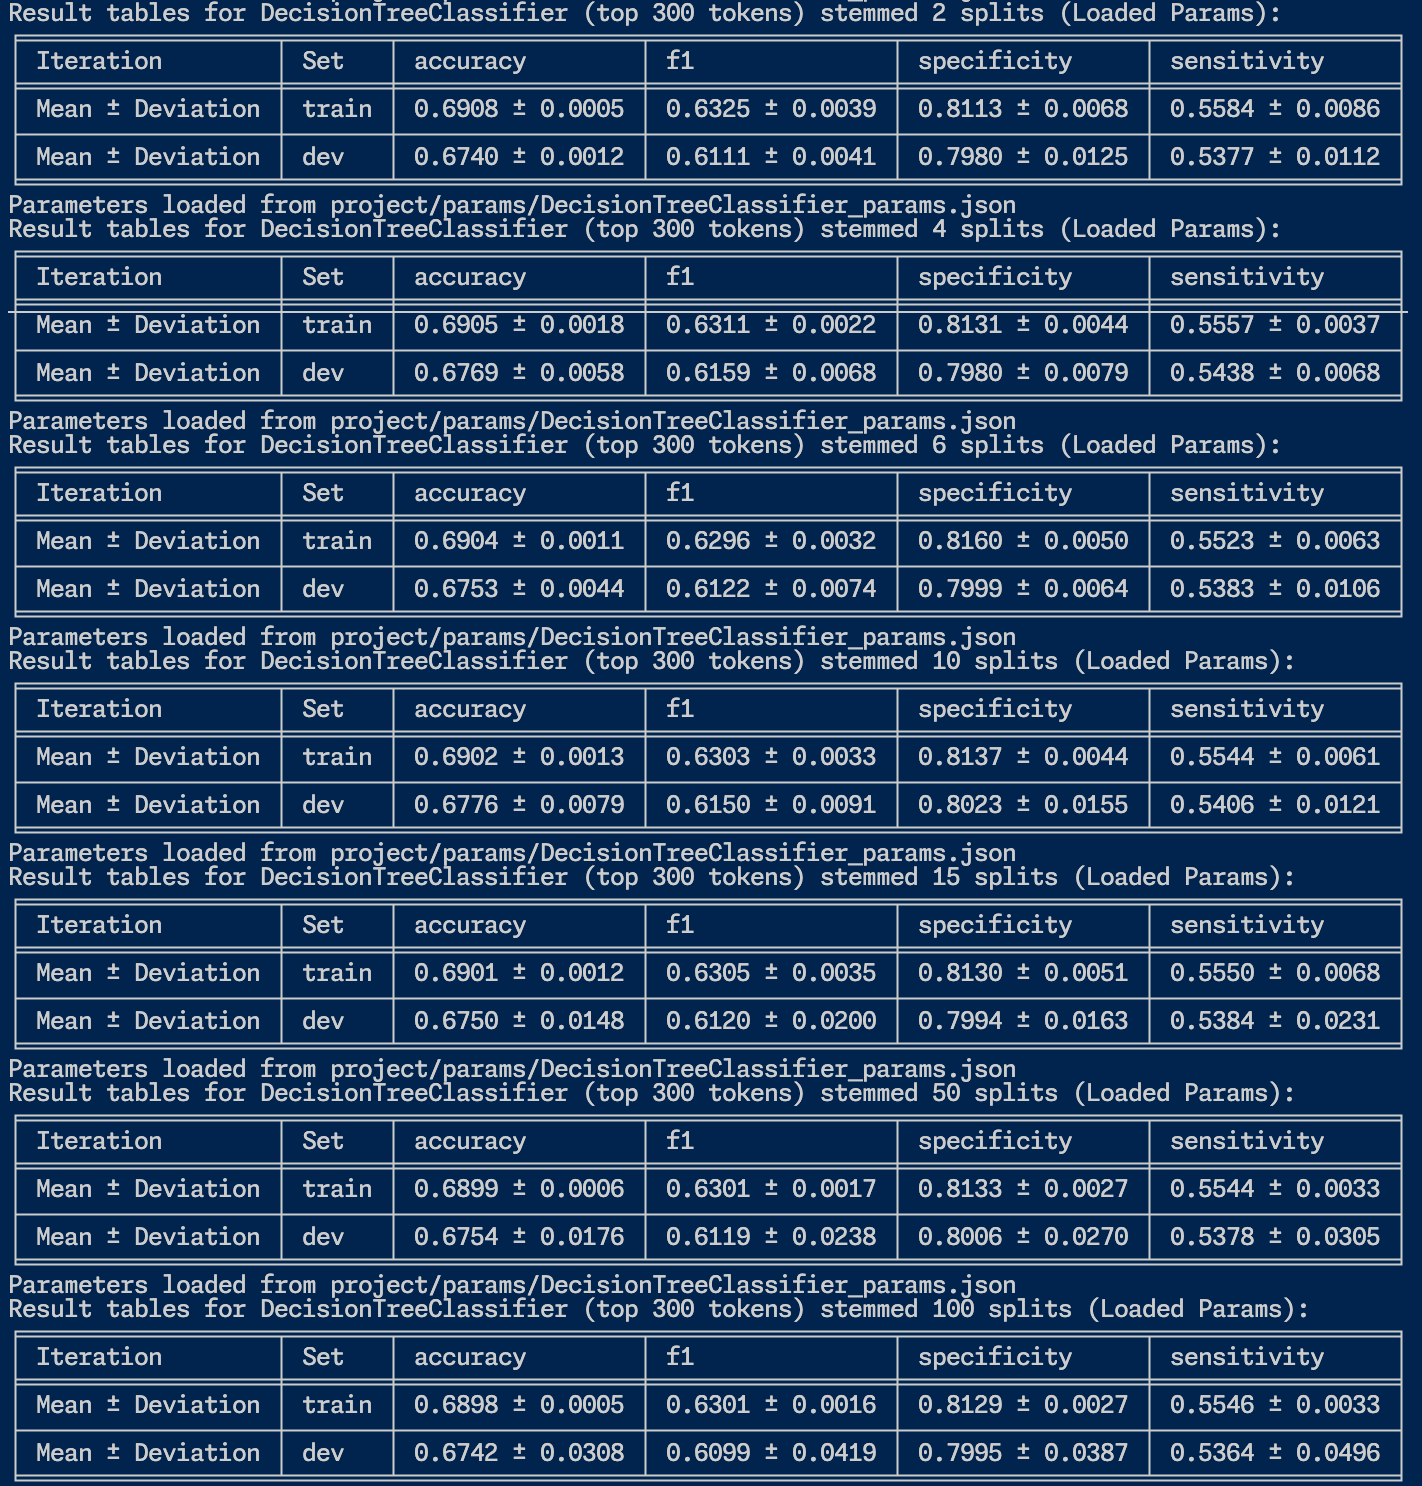 Result tables for DecisionTreeClassifier (top 300 tokens) stemmed 2 splits (Loaded Params):
Iteration Set accuracy f1 specificity sensitivity
Mean ± Deviation train 0.6908 ± 0.0005 0.6325 ± 0.0039 0.8113 ± 0.0068 0.5584 ± 0.0086
Mean ± Deviation dev 0.6740 ± 0.0012 0.6111 ± 0.0041 0.7980 ± 0.0125 0.5377 ± 0.0112
Parameters loaded from project/params/DecisionTreeClassifier_params.json
Result tables for DecisionTreeClassifier (top 300 tokens) stemmed 4 splits (Loaded Params):
Iteration Set accuracy f1 specificity sensitivity
Mean ± Deviation train 0.6905 ± 0.0018 0.6311 ± 0.0022 0.8131 ± 0.0044 0.5557 ± 0.0037
Mean ± Deviation dev 0.6769 ± 0.0058 0.6159 ± 0.0068 0.7980 ± 0.0079 0.5438 ± 0.0068
Parameters loaded from project/params/DecisionTreeClassifier_params.json
Result tables for DecisionTreeClassifier (top 300 tokens) stemmed 6 splits (Loaded Params):
Iteration Set accuracy f1 specificity sensitivity
Mean ± Deviation train 0.6904 ± 0.0011 0.6296 ± 0.0032 0.8160 ± 0.0050 0.5523 ± 0.0063
Mean ± Deviation dev 0.6753 ± 0.0044 0.6122 ± 0.0074 0.7999 ± 0.0064 0.5383 ± 0.0106
Parameters loaded from project/params/DecisionTreeClassifier_params.json
Result tables for DecisionTreeClassifier (top 300 tokens) stemmed 10 splits (Loaded Params):
Iteration Set accuracy f1 specificity sensitivity
Mean ± Deviation train 0.6902 ± 0.0013 0.6303 ± 0.0033 0.8137 ± 0.0044 0.5544 ± 0.0061
Mean ± Deviation dev 0.6776 ± 0.0079 0.6150 ± 0.0091 0.8023 ± 0.0155 0.5406 ± 0.0121
Parameters loaded from project/params/DecisionTreeClassifier_params.json
Result tables for DecisionTreeClassifier (top 300 tokens) stemmed 15 splits (Loaded Params):
Iteration Set accuracy f1 specificity sensitivity
Mean ± Deviation train 0.6901 ± 0.0012 0.6305 ± 0.0035 0.8130 ± 0.0051 0.5550 ± 0.0068
Mean ± Deviation dev 0.6750 ± 0.0148 0.6120 ± 0.0200 0.7994 ± 0.0163 0.5384 ± 0.0231
Parameters loaded from project/params/DecisionTreeClassifier_params.json
Result tables for DecisionTreeClassifier (top 300 tokens) stemmed 50 splits (Loaded Params):
Iteration Set accuracy f1 specificity sensitivity
Mean ± Deviation train 0.6899 ± 0.0006 0.6301 ± 0.0017 0.8133 ± 0.0027 0.5544 ± 0.0033
Mean ± Deviation dev 0.6754 ± 0.0176 0.6119 ± 0.0238 0.8006 ± 0.0270 0.5378 ± 0.0305
Parameters loaded from project/params/DecisionTreeClassifier_params.json
Result tables for DecisionTreeClassifier (top 300 tokens) stemmed 100 splits (Loaded Params):
Iteration Set accuracy f1 specificity sensitivity
Mean ± Deviation train 0.6898 ± 0.0005 0.6301 ± 0.0016 0.8129 ± 0.0027 0.5546 ± 0.0033
Mean ± Deviation dev 0.6742 ± 0.0308 0.6099 ± 0.0419 0.7995 ± 0.0387 0.5364 ± 0.0496